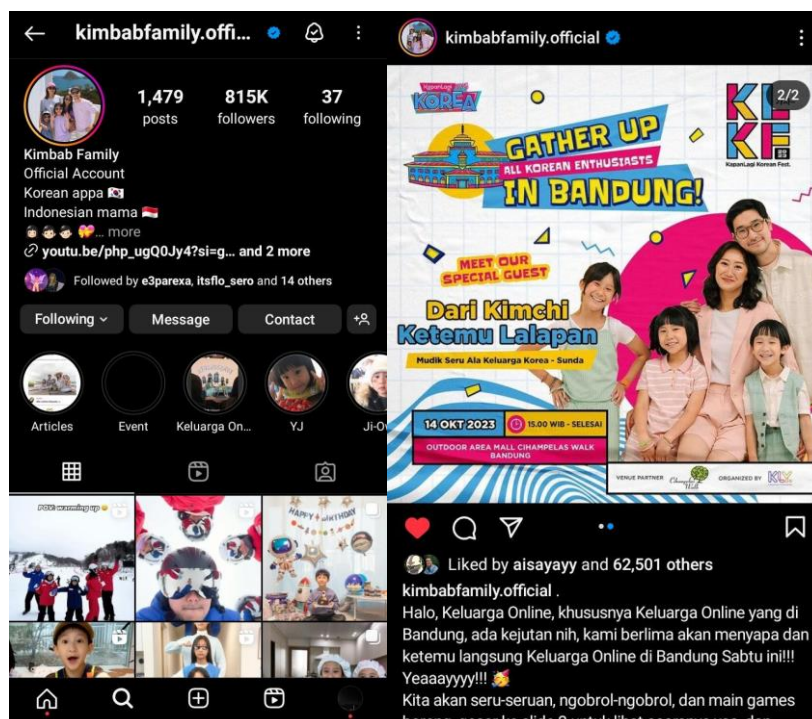 kimbabfamily.offi...
1,479
posts
815K
followers
37
following
Kimbab Family
Official Account
Korean appa 🇰🇷
Indonesian mama 🇮🇩
... more
youtu.be/php_ugQ0Jy4?si=g... and 2 more
Followed by e3parexa, itsflo_sero and 14 others
Following
Message
Contact
Articles
Event
Keluarga On...
YJ
Ji-O
POV: warming up
HAPPY BIRTHDAY
kimbabfamily.official
2/2
KapanLagi
KOREA
KLKF
KapanLagi Korean Fest.
GATHER UP
ALL KOREAN ENTHUSIASTS
IN BANDUNG!
MEET OUR
SPECIAL GUEST
Dari Kimchi
Ketemu Lalapan
Mudik Seru Ala Keluarga Korea - Sunda
14 OKT 2023
15.00 WIB - SELESAI
OUTDOOR AREA MALL CIHAMPELAS WALK
BANDUNG
VENUE PARTNER
Cihampelas
Walk
ORGANIZED BY
KLY
Liked by aisayayy and 62,501 others
kimbabfamily.official .
Halo, Keluarga Online, khususnya Keluarga Online yang di
Bandung, ada kejutan nih, kami berlima akan menyapa dan
ketemu langsung Keluarga Online di Bandung Sabtu ini!!!
Yeaaayyyy!!! 🥳
Kita akan seru-seruan, ngobrol-ngobrol, dan main games